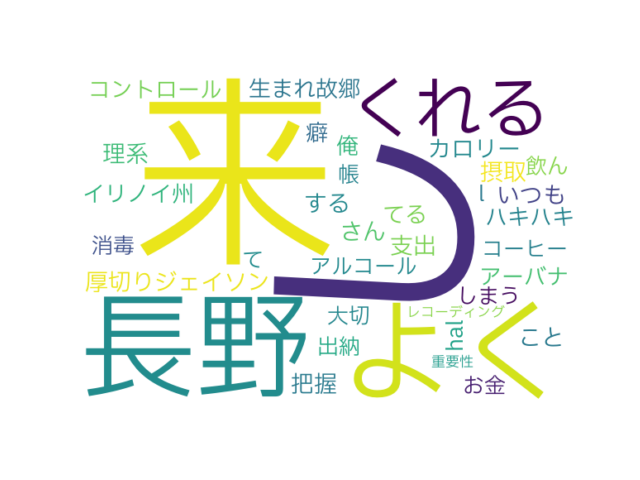 コントロール
生まれ故郷
来
くれる
癖
俺
理系
カロリー
帳
摂取
飲ん
イリノイ州
する
l
いつも
てる
ハキハキ
つ
さん
支出
消毒
コーヒー
て
アルコール
厚切りジェイソン
アーバナ
しまう
長野
よく
大切
レコーディング
hal
こと
出納
重要性
把握
お金